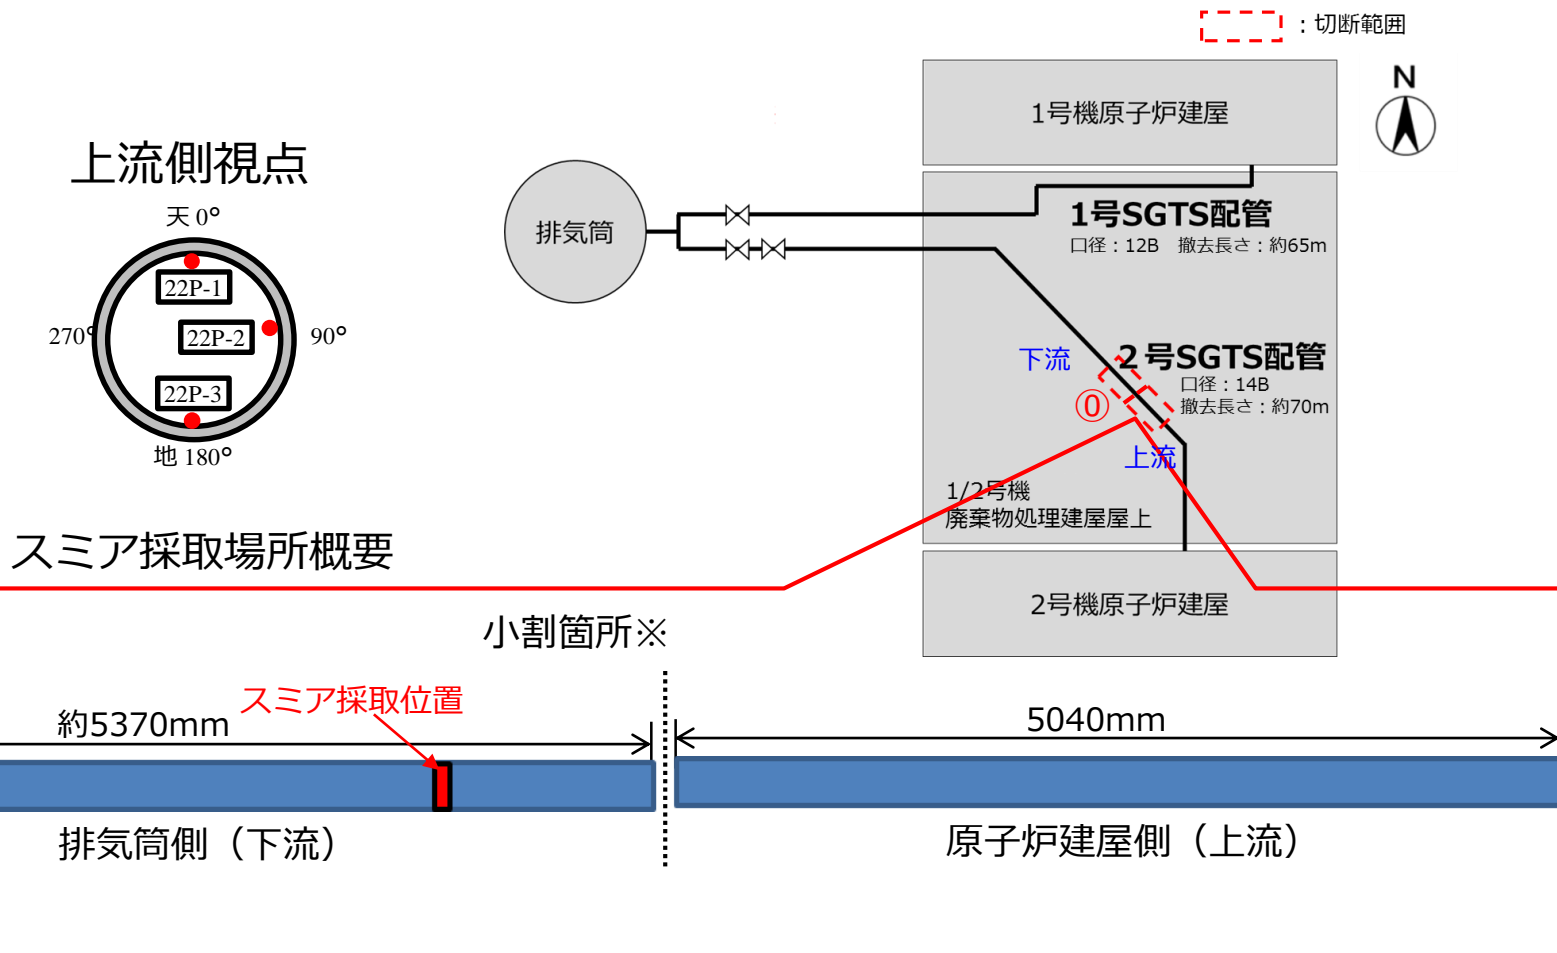 ：切断範囲
N
1号機原子炉建屋
上流側視点
天 0°
22P-1
270°
22P-2
90°
22P-3
地 180°
排気筒
1号SGTS配管
口径：12B　撤去長さ：約65m
下流
２号SGTS配管
口径：14B
撤去長さ：約70m
⓪
上流
1/2号機
廃棄物処理建屋屋上
スミア採取場所概要
2号機原子炉建屋
小割箇所※
スミア採取位置
約5370mm
5040mm
排気筒側（下流）
原子炉建屋側（上流）